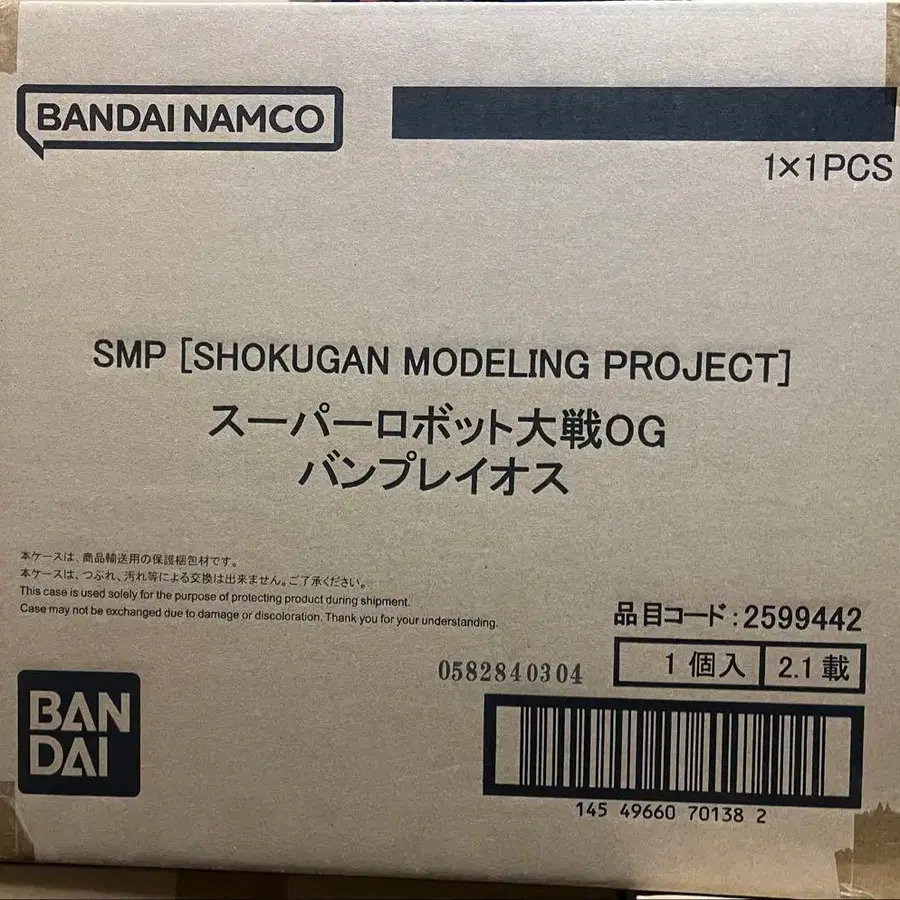 BANDAI NAMCO
1×1PCS
SMP [SHOKUGAN MODELING PROJECT]
スーパーロボット大戦OG
バンプレイオス
本ケースは、商品輸送用の保護梱包材です。
本ケースは、つぶれ、汚れ等による交換は出来ません。ご了承ください。
This case is used solely for the purpose of protecting product during shipment.
Case may not be exchanged due to damage or discoloration. Thank you for your understanding.
品目コード:2599442
1個入 2.1載
0582840304
BAN
DAI
145 49660 70138 2